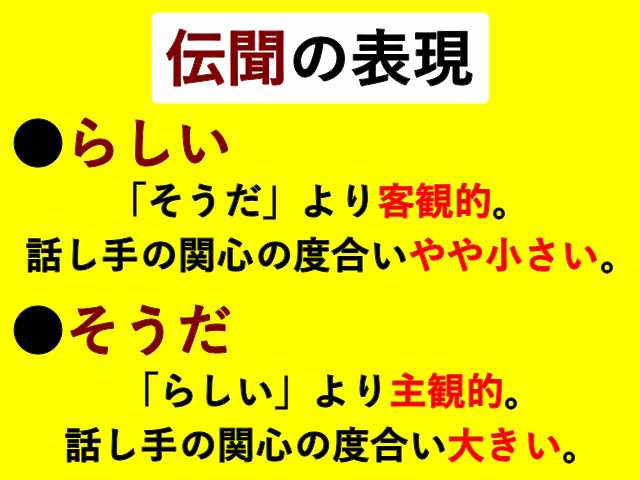 伝聞の表現
●らしい
「そうだ」より客観的。
話し手の関心の度合いやや小さい。
●そうだ
「らしい」より主観的。
話し手の関心の度合い大きい。